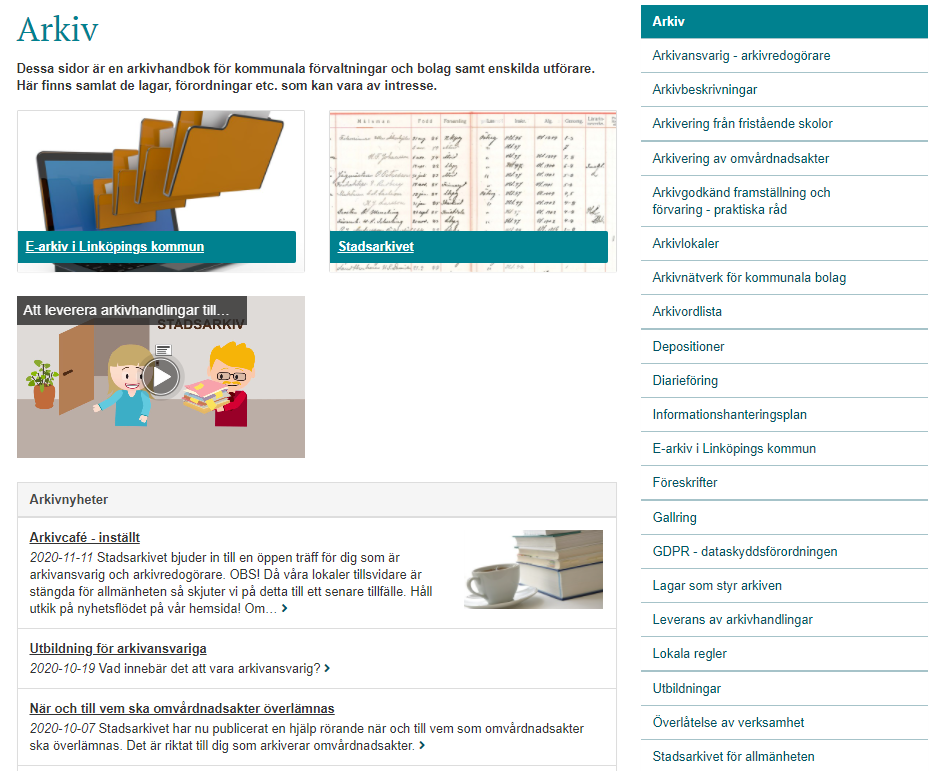 Arkiv
Dessa sidor är en arkivhandbok för kommunala förvaltningar och bolag samt enskilda utförare.
Här finns samlat de lagar, förordningar etc. som kan vara av intresse.
E-arkiv i Linköpings kommun
Stadsarkivet
Att leverera arkivhandlingar till...
STADSARKIV
Arkivnyheter
Arkivcafé - inställt
2020-11-11 Stadsarkivet bjuder in till en öppen träff för dig som är
arkivansvarig och arkivredogörare. OBS! Då våra lokaler tillsvidare är
stängda för allmänheten så skjuter vi på detta till ett senare tillfälle. Håll
utkik på nyhetsflödet på vår hemsida! Om…
Utbildning för arkivansvariga
2020-10-19 Vad innebär det att vara arkivansvarig?
När och till vem ska omvårdnadsakter överlämnas
2020-10-07 Stadsarkivet har nu publicerat en hjälp rörande när och till vem som omvårdnadsakter
ska överlämnas. Det är riktat till dig som arkiverar omvårdnadsakter.
Arkiv
Arkivansvarig - arkivredogörare
Arkivbeskrivningar
Arkivering från fristående skolor
Arkivering av omvårdnadsakter
Arkivgodkänd framställning och
förvaring - praktiska råd
Arkivlokaler
Arkivnätverk för kommunala bolag
Arkivordlista
Depositioner
Diarieföring
Informationshanteringsplan
E-arkiv i Linköpings kommun
Föreskrifter
Gallring
GDPR - dataskyddsförordningen
Lagar som styr arkiven
Leverans av arkivhandlingar
Lokala regler
Utbildningar
Överlåtelse av verksamhet
Stadsarkivet för allmänheten